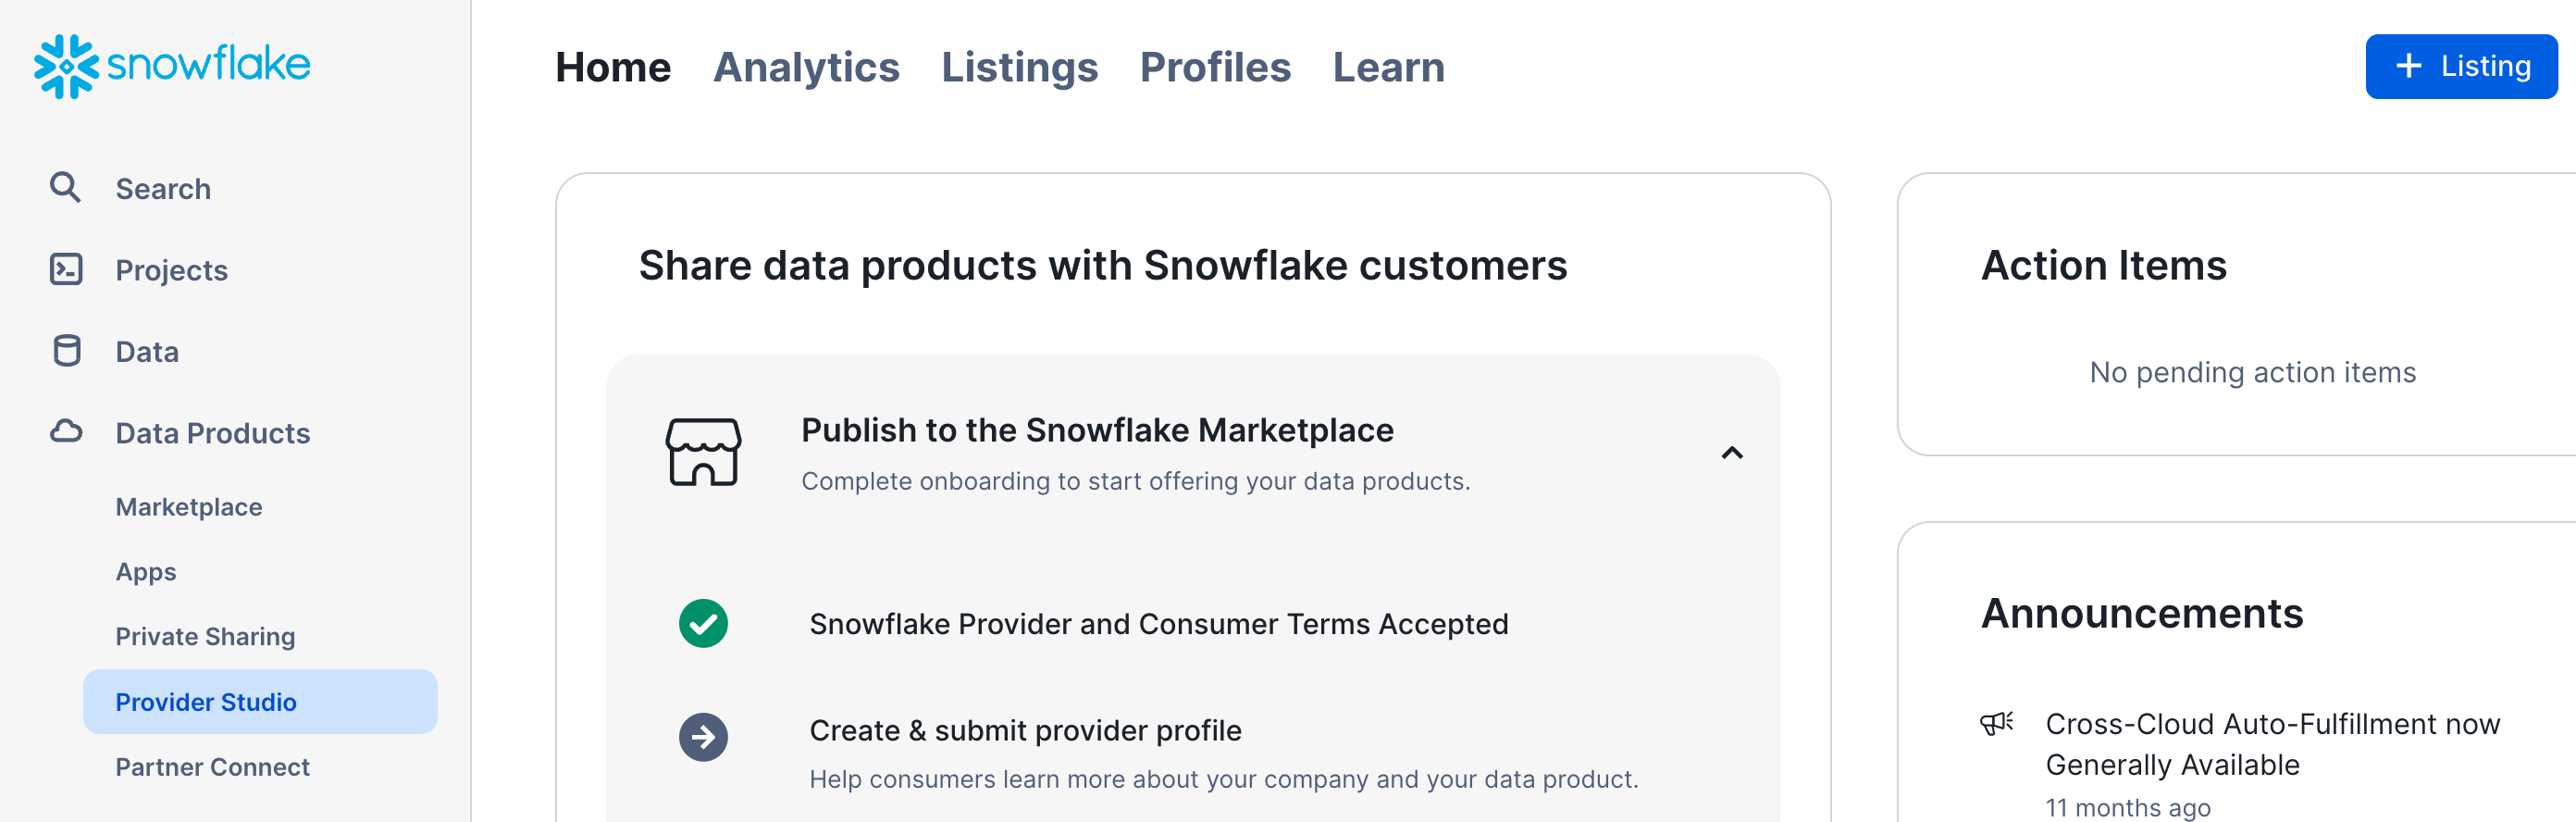 snowflake
Search
Projects
Data
Data Products
Marketplace
Apps
Private Sharing
Provider Studio
Partner Connect
Home Analytics Listings Profiles Learn
+ Listing
Share data products with Snowflake customers
Publish to the Snowflake Marketplace
Complete onboarding to start offering your data products.
Snowflake Provider and Consumer Terms Accepted
Create & submit provider profile
Help consumers learn more about your company and your data product.
Action Items
No pending action items
Announcements
Cross-Cloud Auto-Fulfillment now
Generally Available
11 months ago